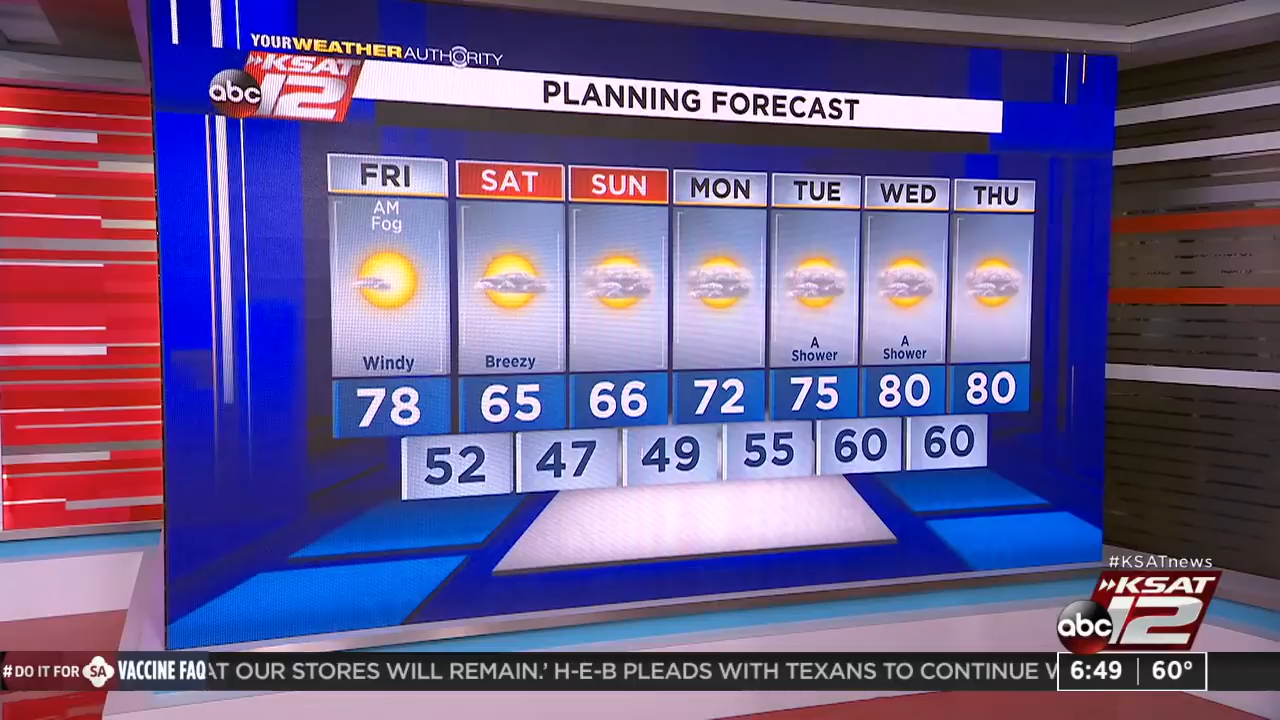 YOUR WEATHER AUTHORITY
»KSAT
abc 12
PLANNING FORECAST
FRI SAT SUN MON TUE WED THU
AM
Fog
Windy Breezy A Shower A Shower
78 65 66 72 75 80 80
52 47 49 55 60 60
#KSATnews
»KSAT
abc 12
#DO IT FOR SA VACCINE FAQ AT OUR STORES WILL REMAIN.' H-E-B PLEADS WITH TEXANS TO CONTINUE 6:49 60°